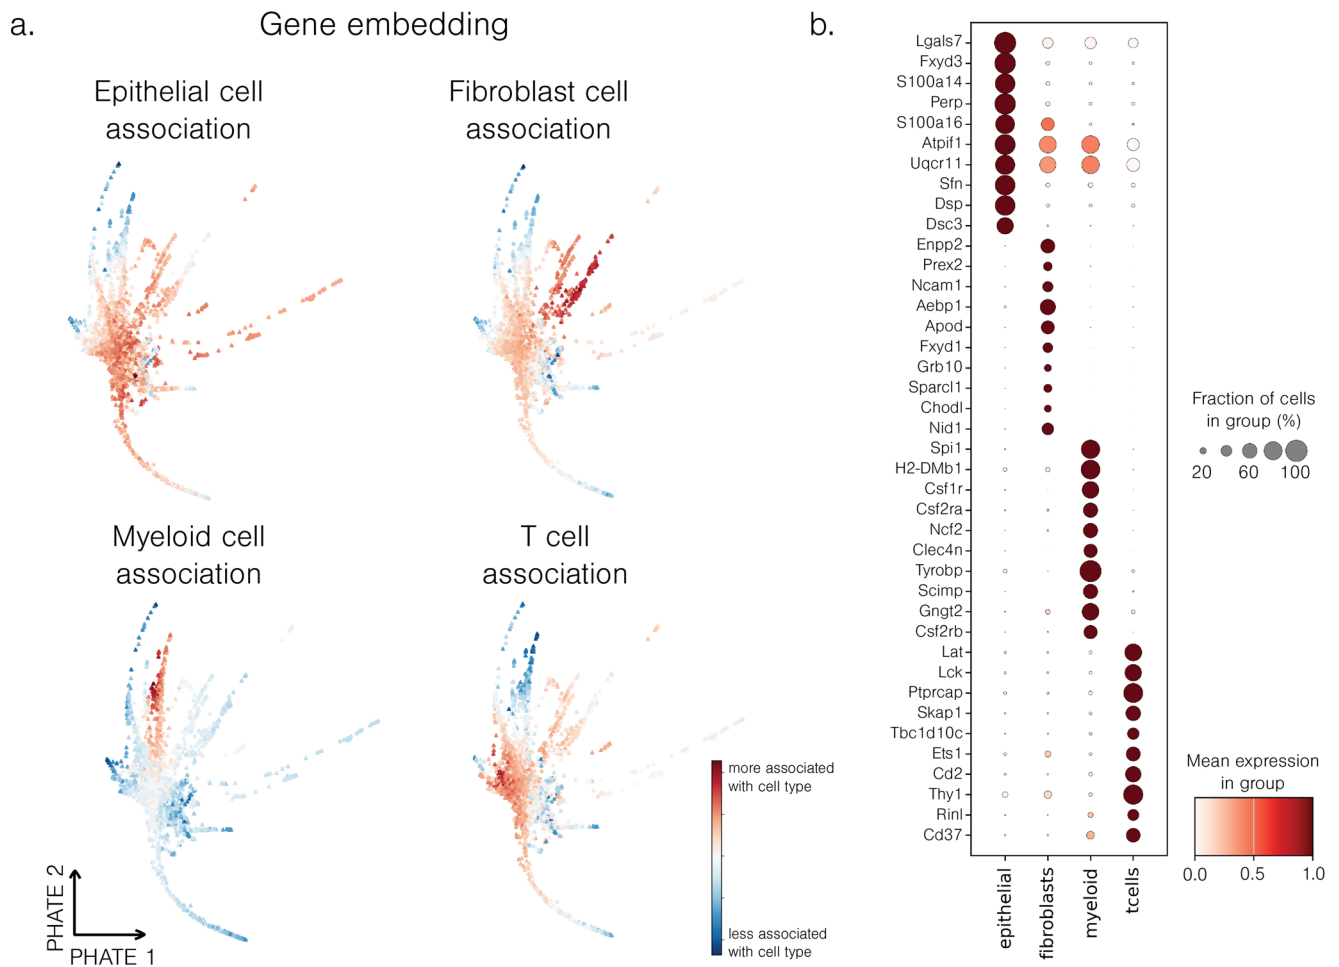 a.
Gene embedding
Epithelial cell
association
Fibroblast cell
association
Myeloid cell
association
T cell
association
more associated
with cell type
less associated
with cell type
PHATE 2
PHATE 1
b.
Lgals7
Fxyd3
S100a14
Perp
S100a16
Atpif1
Uqcr11
Sfn
Dsp
Dsc3
Enpp2
Prex2
Ncam1
Aebp1
Apod
Fxyd1
Grb10
Sparcl1
Chodl
Nid1
Spi1
H2-DMb1
Csf1r
Csf2ra
Ncf2
Clec4n
Tyrobp
Scimp
Gngt2
Csf2rb
Lat
Lck
Ptprcap
Skap1
Tbc1d10c
Ets1
Cd2
Thy1
Rinl
Cd37
epithelial
fibroblasts
myeloid
tcells
Fraction of cells
in group (%)
20 60 100
Mean expression
in group
0.0 0.5 1.0